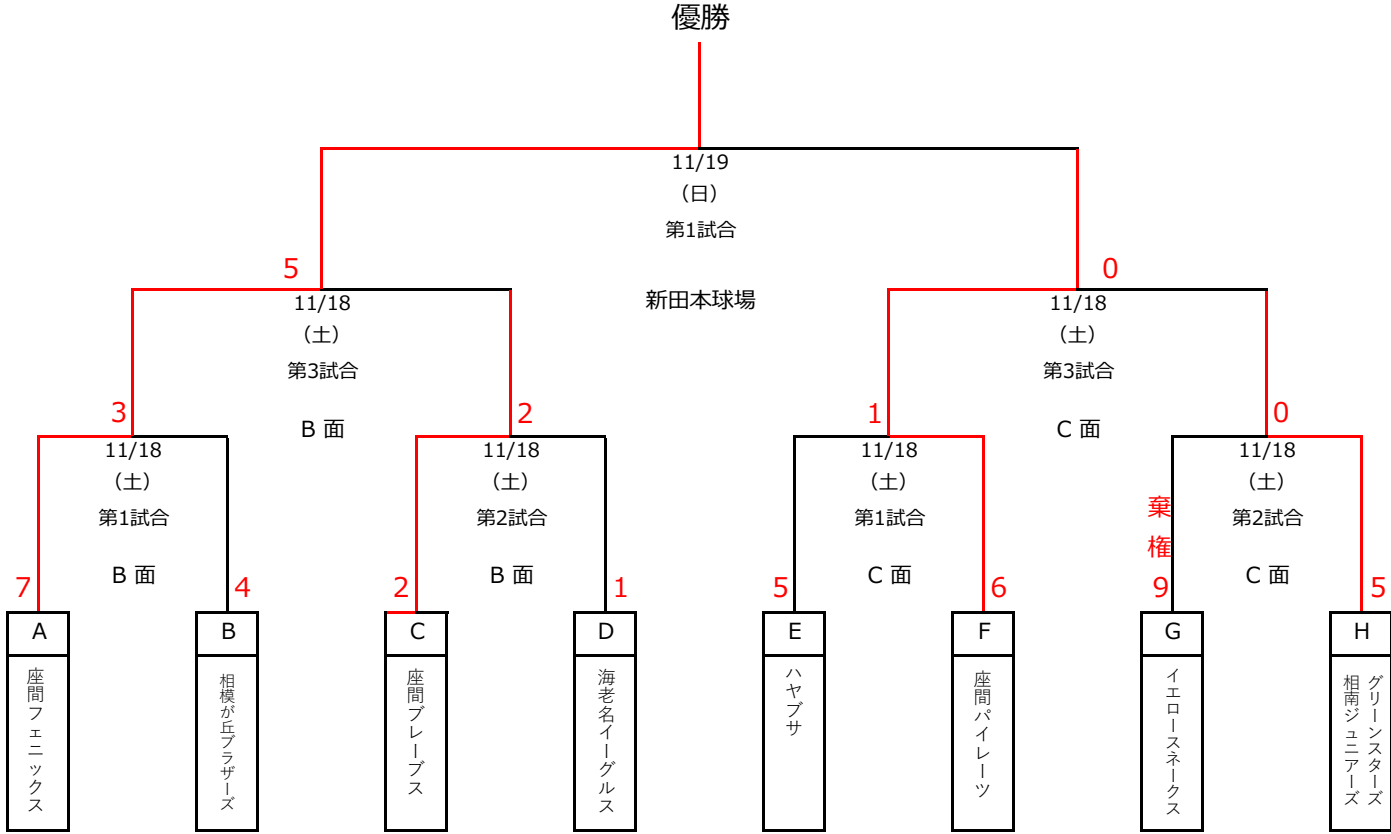 優勝
11/19
（日）
第1試合
新田本球場
5
0
11/18
（土）
第3試合
B 面
11/18
（土）
第3試合
C 面
3
2
1
0
11/18
（土）
第1試合
B 面
11/18
（土）
第2試合
B 面
11/18
（土）
第1試合
C 面
11/18
（土）
第2試合
C 面
棄権
7
4
2
1
5
6
9
5
A
B
C
D
E
F
G
H
座間フェニックス
相模が丘ブラザーズ
座間ブレーブス
海老名イーグルス
ハヤブサ
座間パイレーツ
イエロースネークス
グリーンスターズ
相南ジュニアーズ